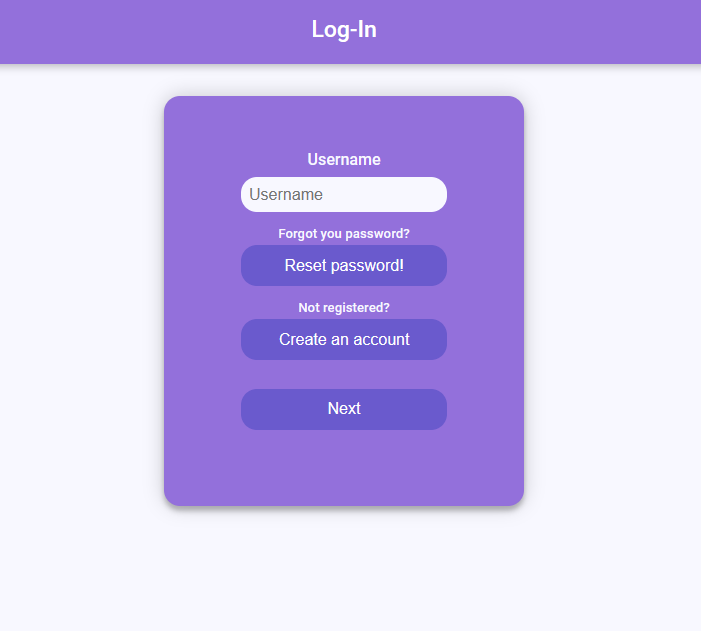 Log-In
Username
Username
Forgot you password?
Reset password!
Not registered?
Create an account
Next